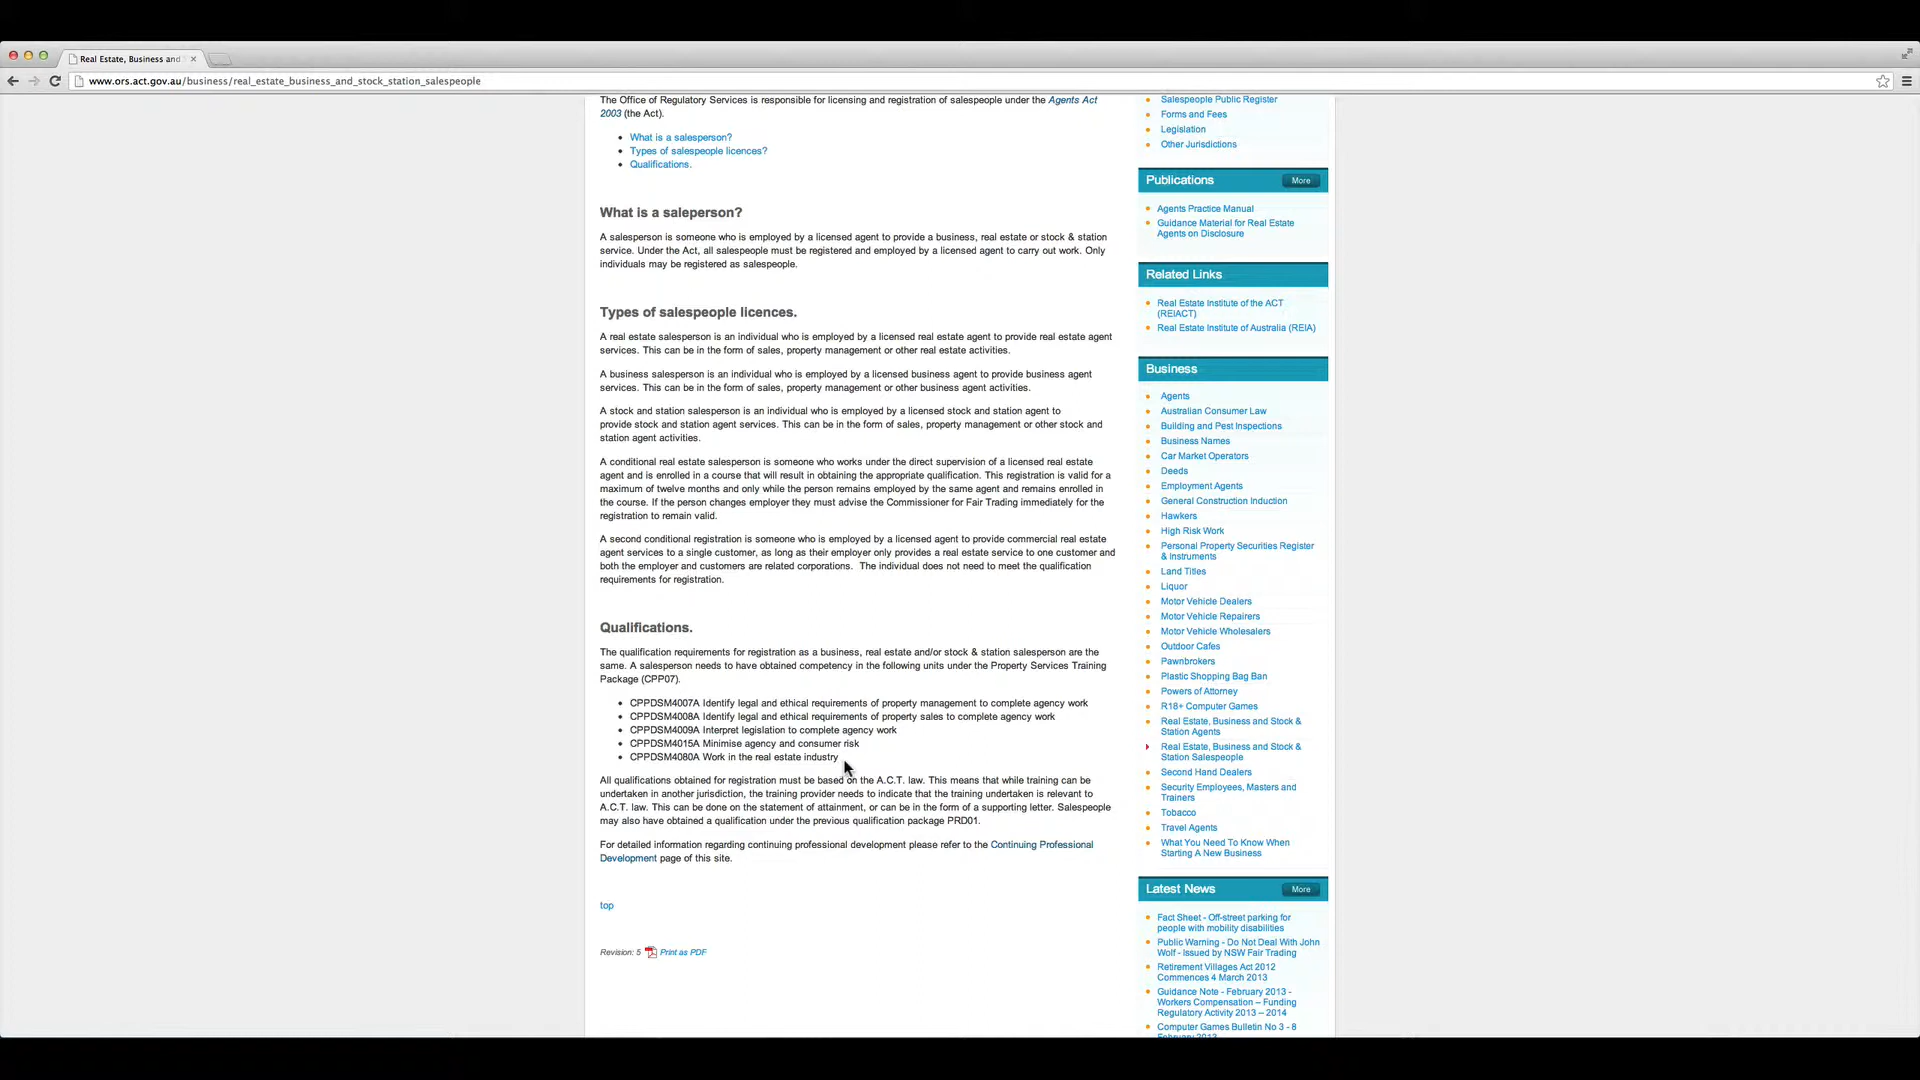 Real Estate, Business and
www.ors.act.gov.au/business/real_estate_business_and_stock_station_salespeople
The Office of Regulatory Services is responsible for licensing and registration of salespeople under the Agents Act
2003 (the Act).
What is a salesperson?
Types of salespeople licences?
Qualifications.
What is a saleperson?
A salesperson is someone who is employed by a licensed agent to provide a business, real estate or stock & station
service. Under the Act, all salespeople must be registered and employed by a licensed agent to carry out work. Only
individuals may be registered as salespeople.
Types of salespeople licences.
A real estate salesperson is an individual who is employed by a licensed real estate agent to provide real estate agent
services. This can be in the form of sales, property management or other real estate activities.
A business salesperson is an individual who is employed by a licensed business agent to provide business agent
services. This can be in the form of sales, property management or other business agent activities.
A stock and station salesperson is an individual who is employed by a licensed stock and station agent to
provide stock and station agent services. This can be in the form of sales, property management or other stock and
station agent activities.
A conditional real estate salesperson is someone who works under the direct supervision of a licensed real estate
agent and is enrolled in a course that will result in obtaining the appropriate qualification. This registration is valid for a
maximum of twelve months and only while the person remains employed by the same agent and remains enrolled in
the course. If the person changes employer they must advise the Commissioner for Fair Trading immediately for the
registration to remain valid.
A second conditional registration is someone who is employed by a licensed agent to provide commercial real estate
agent services to a single customer, as long as their employer only provides a real estate service to one customer and
both the employer and customers are related corporations. The individual does not need to meet the qualification
requirements for registration.
Qualifications.
The qualification requirements for registration as a business, real estate and/or stock & station salesperson are the
same. A salesperson needs to have obtained competency in the following units under the Property Services Training
Package (CPP07).
CPPDSM4007A Identify legal and ethical requirements of property management to complete agency work
CPPDSM4008A Identify legal and ethical requirements of property sales to complete agency work
CPPDSM4009A Interpret legislation to complete agency work
CPPDSM4015A Minimise agency and consumer risk
CPPDSM4080A Work in the real estate industry
All qualifications obtained for registration must be based on the A.C.T. law. This means that while training can be
undertaken in another jurisdiction, the training provider needs to indicate that the training undertaken is relevant to
A.C.T. law. This can be done on the statement of attainment, or can be in the form of a supporting letter. Salespeople
may also have obtained a qualification under the previous qualification package PRD01.
For detailed information regarding continuing professional development please refer to the Continuing Professional
Development page of this site.
top
Revision: 5 Print as PDF
Salespeople Public Register
Forms and Fees
Legislation
Other Jurisdictions
Publications More
Agents Practice Manual
Guidance Material for Real Estate
Agents on Disclosure
Related Links
Real Estate Institute of the ACT
(REIACT)
Real Estate Institute of Australia (REIA)
Business
Agents
Australian Consumer Law
Building and Pest Inspections
Business Names
Car Market Operators
Deeds
Employment Agents
General Construction Induction
Hawkers
High Risk Work
Personal Property Securities Register
& Instruments
Land Titles
Liquor
Motor Vehicle Dealers
Motor Vehicle Repairers
Motor Vehicle Wholesalers
Outdoor Cafes
Pawnbrokers
Plastic Shopping Bag Ban
Powers of Attorney
R18+ Computer Games
Real Estate, Business and Stock &
Station Agents
Real Estate, Business and Stock &
Station Salespeople
Second Hand Dealers
Security Employees, Masters and
Trainers
Tobacco
Travel Agents
What You Need To Know When
Starting A New Business
Latest News More
Fact Sheet - Off-street parking for
people with mobility disabilities
Public Warning - Do Not Deal With John
Wolf - Issued by NSW Fair Trading
Retirement Villages Act 2012
Commences 4 March 2013
Guidance Note - February 2013 -
Workers Compensation – Funding
Regulatory Activity 2013 – 2014
Computer Games Bulletin No 3 - 8
February 2013